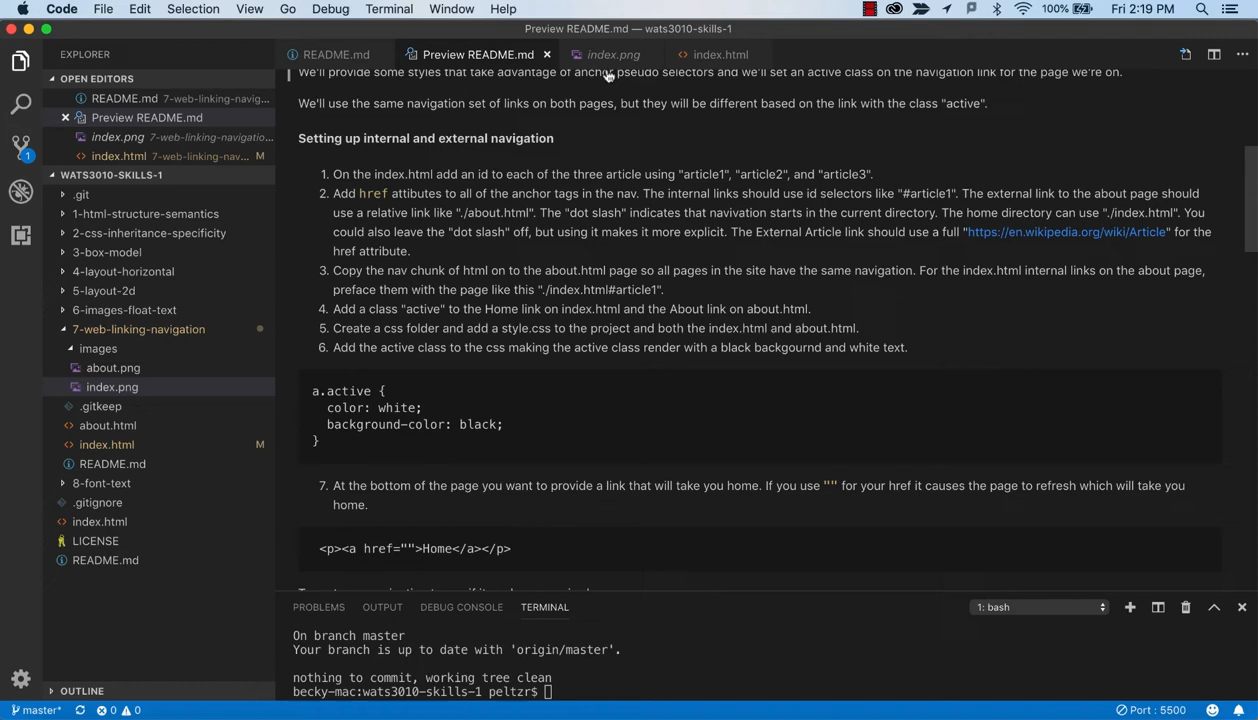 Code File Edit Selection View Go Debug Terminal Window Help 100% Fri 2:19 PM
Preview README.md — wats3010-skills-1
EXPLORER README.md Preview README.md × index.png index.html
OPEN EDITORS
README.md 7-web-linking-navig...
Preview README.md
index.png 7-web-linking-navigatio...
index.html 7-web-linking-nav... M
WATS3010-SKILLS-1
.git
1-html-structure-semantics
2-css-inheritance-specificity
3-box-model
4-layout-horizontal
5-layout-2d
6-images-float-text
7-web-linking-navigation
images
about.png
index.png
.gitkeep
about.html
index.html M
README.md
8-font-text
.gitignore
index.html
LICENSE
README.md
OUTLINE
We'll provide some styles that take advantage of anchor pseudo selectors and we'll set an active class on the navigation link for the page we're on.
We'll use the same navigation set of links on both pages, but they will be different based on the link with the class "active".
Setting up internal and external navigation
1. On the index.html add an id to each of the three article using "article1", "article2", and "article3".
2. Add href attibutes to all of the anchor tags in the nav. The internal links should use id selectors like "#article1". The external link to the about page should
use a relative link like "./about.html". The "dot slash" indicates that navivation starts in the current directory. The home directory can use "./index.html". You
could also leave the "dot slash" off, but using it makes it more explicit. The External Article link should use a full "https://en.wikipedia.org/wiki/Article" for the
href attribute.
3. Copy the nav chunk of html on to the about.html page so all pages in the site have the same navigation. For the index.html internal links on the about page,
preface them with the page like this "./index.html#article1".
4. Add a class "active" to the Home link on index.html and the About link on about.html.
5. Create a css folder and add a style.css to the project and both the index.html and about.html.
6. Add the active class to the css making the active class render with a black backgournd and white text.
a.active {
color: white;
background-color: black;
}
7. At the bottom of the page you want to provide a link that will take you home. If you use "" for your href it causes the page to refresh which will take you
home.
<p><a href="">Home</a></p>
PROBLEMS OUTPUT DEBUG CONSOLE TERMINAL 1: bash
On branch master
Your branch is up to date with 'origin/master'.
nothing to commit, working tree clean
becky-mac:wats3010-skills-1 peltzr$
master* 0 0 Port : 5500
1